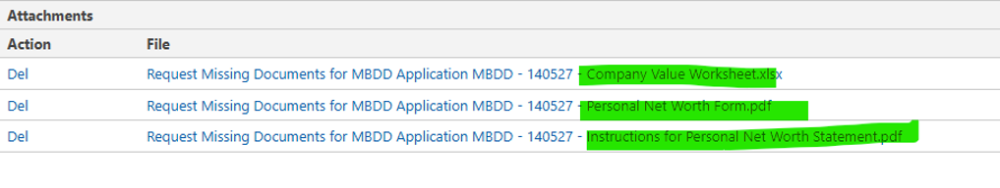 Attachments
Action File
Del Request Missing Documents for MBDD Application MBDD - 140527 - Company Value Worksheet.xlsx
Del Request Missing Documents for MBDD Application MBDD - 140527 - Personal Net Worth Form.pdf
Del Request Missing Documents for MBDD Application MBDD - 140527 - Instructions for Personal Net Worth Statement.pdf